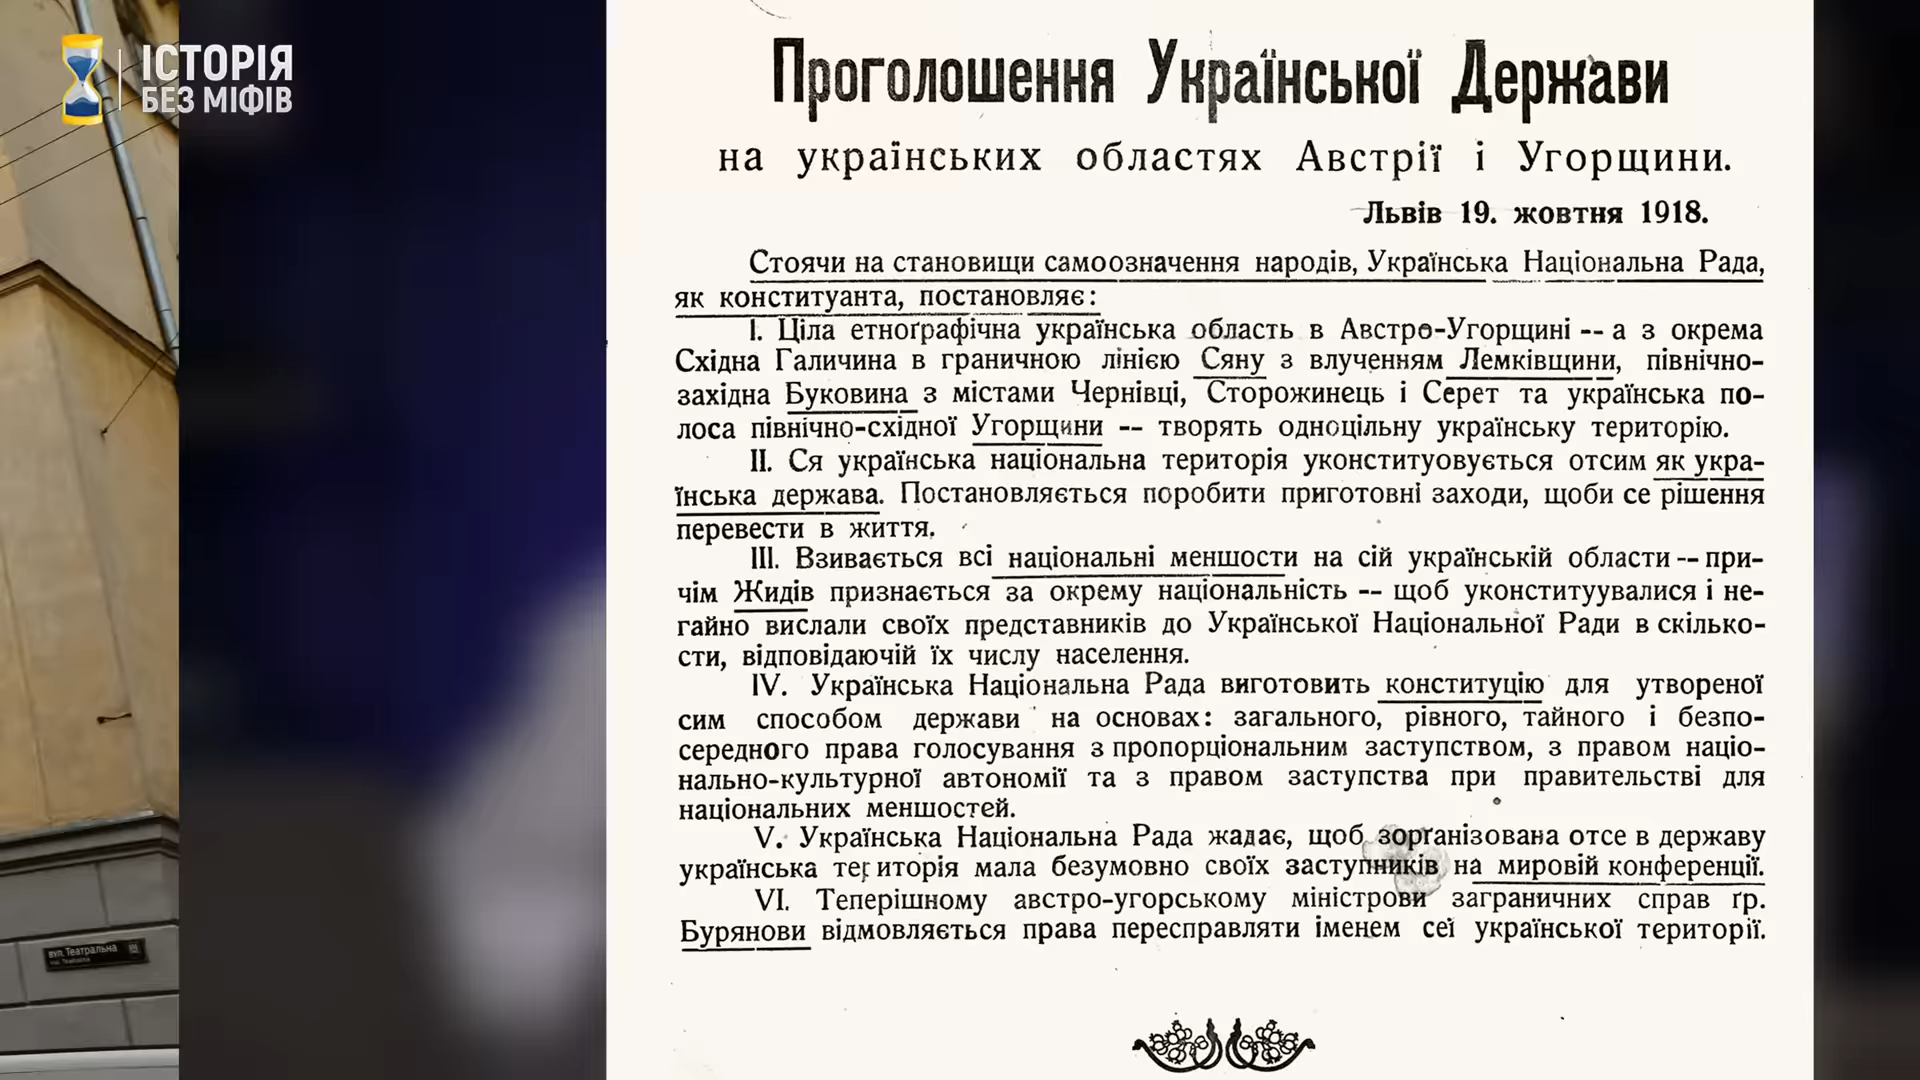 ІСТОРІЯ
БЕЗ МІФІВ
Проголошення Української Держави
на українських областях Австрії і Угорщини.
Львів 19. жовтня 1918.
Стоячи на становищи самоозначення народів, Українська Національна Рада,
як конституанта, постановляє:
I. Ціла етноґрафічна українська область в Австро-Угорщині -- а з окрема
Східна Галичина в граничною лінією Сяну з влученням Лемківщини, північно-
західна Буковина з містами Чернівці, Сторожинець і Серет та українська по-
лоса північно-східної Угорщини -- творять одноцільну українську територію.
II. Ся українська національна територія уконституовується отсим як укра-
їнська держава. Постановляється поробити приготовні заходи, щоби се рішення
перевести в життя.
III. Взивається всі національні меншости на сій українській области -- при-
чім Жидів признається за окрему національність -- щоб уконституувалися і не-
гайно вислали своїх представників до Української Національної Ради в скілько-
сти, відповідаючій їх числу населення.
IV. Українська Національна Рада виготовить конституцію для утвореної
сим способом держави на основах: загального, рівного, тайного і безпо-
середного права голосування з пропорціональним заступством, з правом націо-
нально-культурної автономії та з правом заступства при правительстві для
національних меншостей.
V. Українська Національна Рада жадає, щоб зорґанізована отсе в державу
українська територія мала безумовно своїх заступників на мировій конференції.
VI. Теперішному австро-угорському міністрови заграничних справ ґр.
Бурянови відмовляється права пересправляти іменем сеї української території.
вул. Театральна